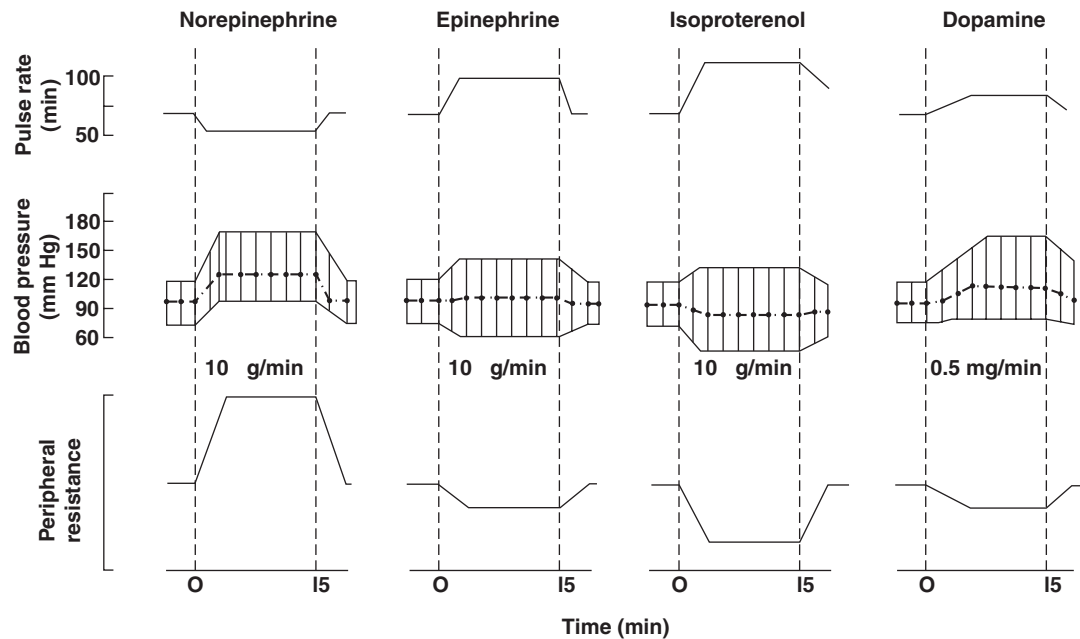 Norepinephrine Epinephrine Isoproterenol Dopamine
Pulse rate
(min)
100
50
Blood pressure
(mm Hg)
180
150
120
90
60
10 g/min 10 g/min 10 g/min 0.5 mg/min
Peripheral
resistance
O I5 O I5 O I5 O I5
Time (min)